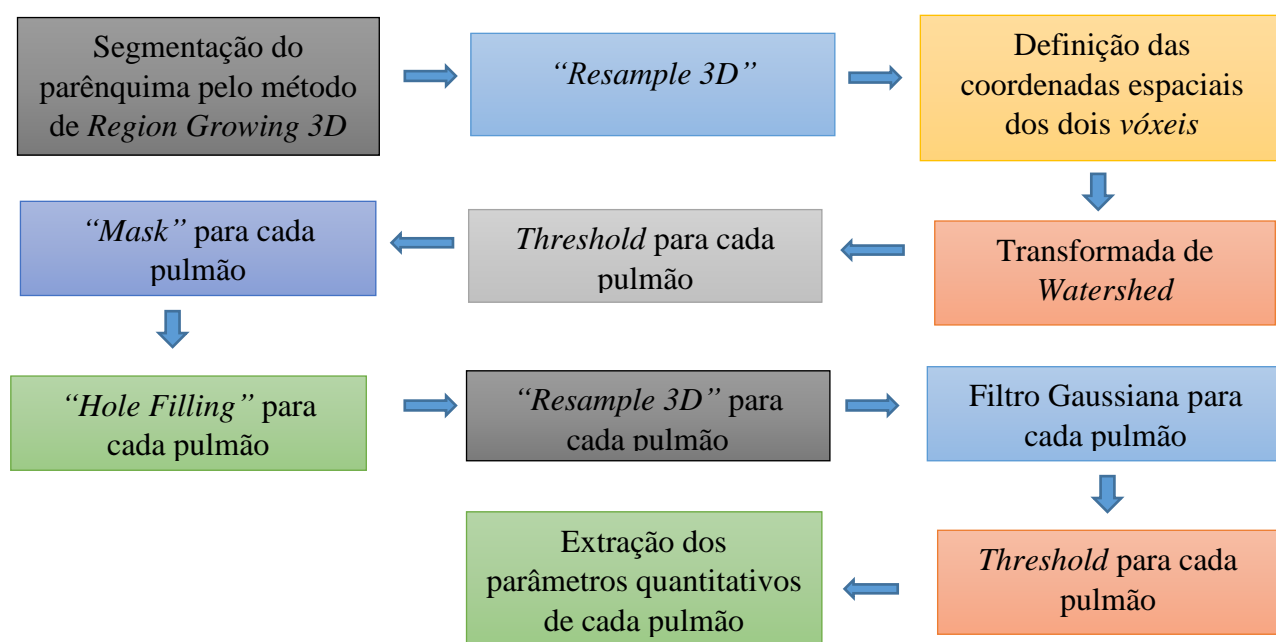 Segmentação do
parênquima pelo método
de Region Growing 3D
“Resample 3D”
Definição das
coordenadas espaciais
dos dois vóxeis
Transformada de
Watershed
Threshold para cada
pulmão
“Mask” para cada
pulmão
“Hole Filling” para
cada pulmão
“Resample 3D” para
cada pulmão
Filtro Gaussiana para
cada pulmão
Threshold para cada
pulmão
Extração dos
parâmetros quantitativos
de cada pulmão